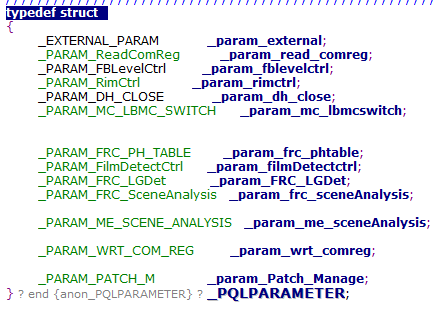 ////////////////////////////////////////////////////////////
typedef struct
{
_EXTERNAL_PARAM _param_external;
_PARAM_ReadComReg _param_read_comreg;
_PARAM_FBLevelCtrl _param_fblevelctrl;
_PARAM_RimCtrl _param_rimctrl;
_PARAM_DH_CLOSE _param_dh_close;
_PARAM_MC_LBMC_SWITCH _param_mc_lbmcswitch;
_PARAM_FRC_PH_TABLE _param_frc_phtable;
_PARAM_FilmDetectCtrl _param_filmDetectctrl;
_PARAM_FRC_LGDet _param_FRC_LGDet;
_PARAM_FRC_SceneAnalysis _param_frc_sceneAnalysis;
_PARAM_ME_SCENE_ANALYSIS _param_me_sceneAnalysis;
_PARAM_WRT_COM_REG _param_wrt_comreg;
_PARAM_PATCH_M _param_Patch_Manage;
} ? end {anon_PQLPARAMETER} ? _PQLPARAMETER;